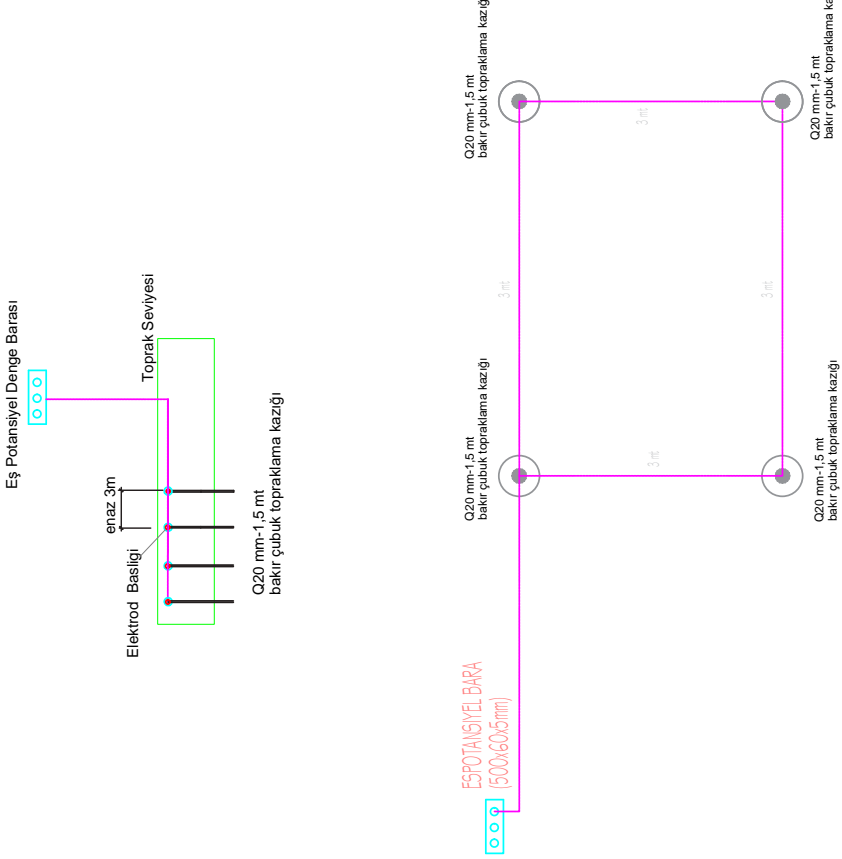 Eş Potansiyel Denge Barası
Toprak Seviyesi
enaz 3m
Elektrod Basligi
Q20 mm-1,5 mt
bakır çubuk topraklama kazığı
Q20 mm-1,5 mt
bakır çubuk topraklama kazığı
Q20 mm-1,5 mt
bakır çubuk topraklama ka
3 mt
3 mt
3 mt
3 mt
Q20 mm-1,5 mt
bakır çubuk topraklama kazığı
Q20 mm-1,5 mt
bakır çubuk topraklama kazığı
ESPOTANSIYEL BARA
(500x60x5mm)